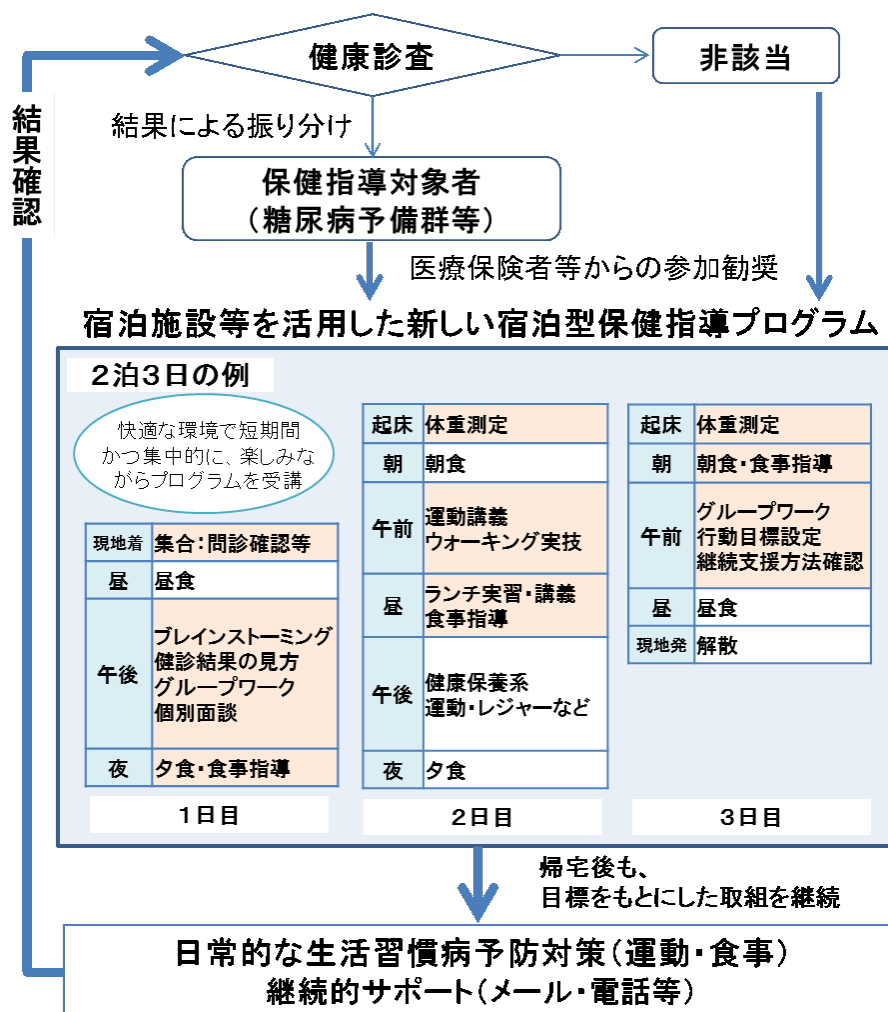 健康診査
非該当
結果確認
結果による振り分け
保健指導対象者
（糖尿病予備群等）
医療保険者等からの参加勧奨
宿泊施設等を活用した新しい宿泊型保健指導プログラム
２泊３日の例
快適な環境で短期間
かつ集中的に、楽しみな
がらプログラムを受講
現地着 集合：問診確認等
昼 昼食
午後 ブレインストーミング
健診結果の見方
グループワーク
個別面談
夜 夕食・食事指導
１日目
起床 体重測定
朝 朝食
午前 運動講義
ウォーキング実技
昼 ランチ実習・講義
食事指導
午後 健康保養系
運動・レジャーなど
夜 夕食
２日目
起床 体重測定
朝 朝食・食事指導
午前 グループワーク
行動目標設定
継続支援方法確認
昼 昼食
現地発 解散
３日目
帰宅後も、
目標をもとにした取組を継続
日常的な生活習慣病予防対策（運動・食事）
継続的サポート（メール・電話等）